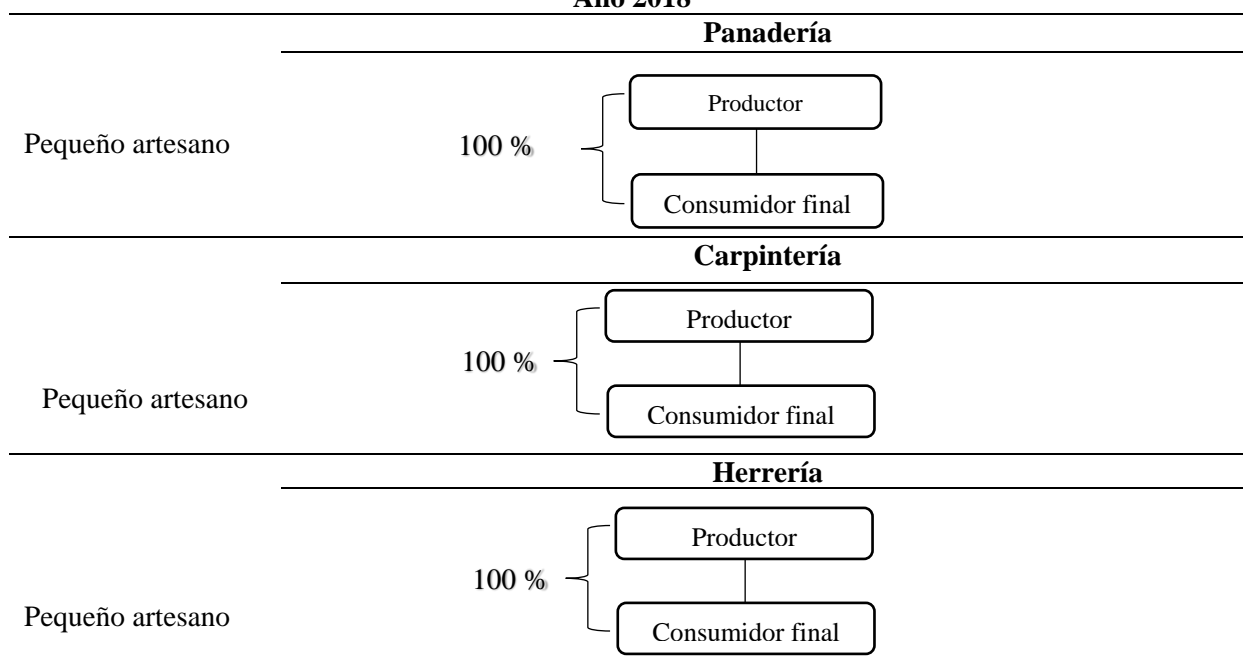 Año 2018
Panadería
Productor
Pequeño artesano
100 %
Consumidor final
Carpintería
Productor
100 %
Pequeño artesano
Consumidor final
Herrería
Productor
100 %
Pequeño artesano
Consumidor final